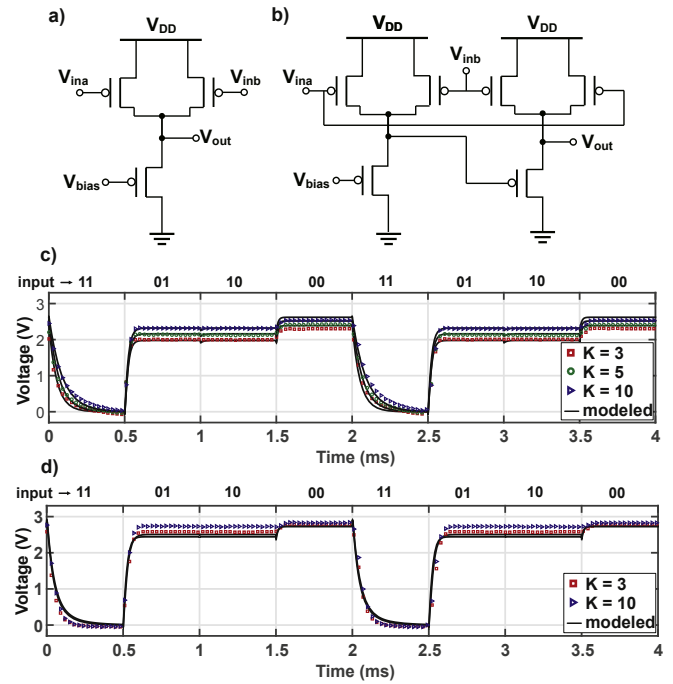 a)
b)
V_DD
V_DD
V_DD
V_ina
V_inb
V_ina
V_inb
V_out
V_out
V_bias
V_bias
c)
input → 11 01 10 00 11 01 10 00
3
2
1
0
Voltage (V)
K = 3
K = 5
K = 10
modeled
0 0.5 1 1.5 2 2.5 3 3.5 4
Time (ms)
d)
input → 11 01 10 00 11 01 10 00
3
2
1
0
Voltage (V)
K = 3
K = 10
modeled
0 0.5 1 1.5 2 2.5 3 3.5 4
Time (ms)